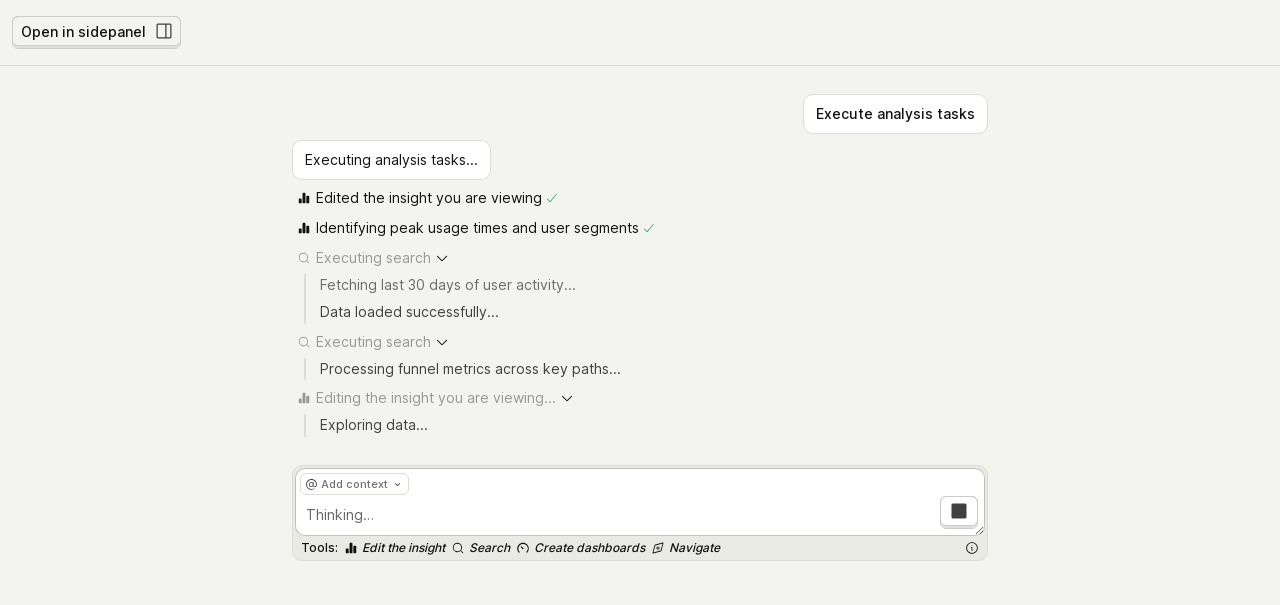 Open in sidepanel
Execute analysis tasks
Executing analysis tasks...
Edited the insight you are viewing
Identifying peak usage times and user segments
Executing search
Fetching last 30 days of user activity...
Data loaded successfully...
Executing search
Processing funnel metrics across key paths...
Editing the insight you are viewing...
Exploring data...
@ Add context
Thinking...
Tools: Edit the insight Search Create dashboards Navigate